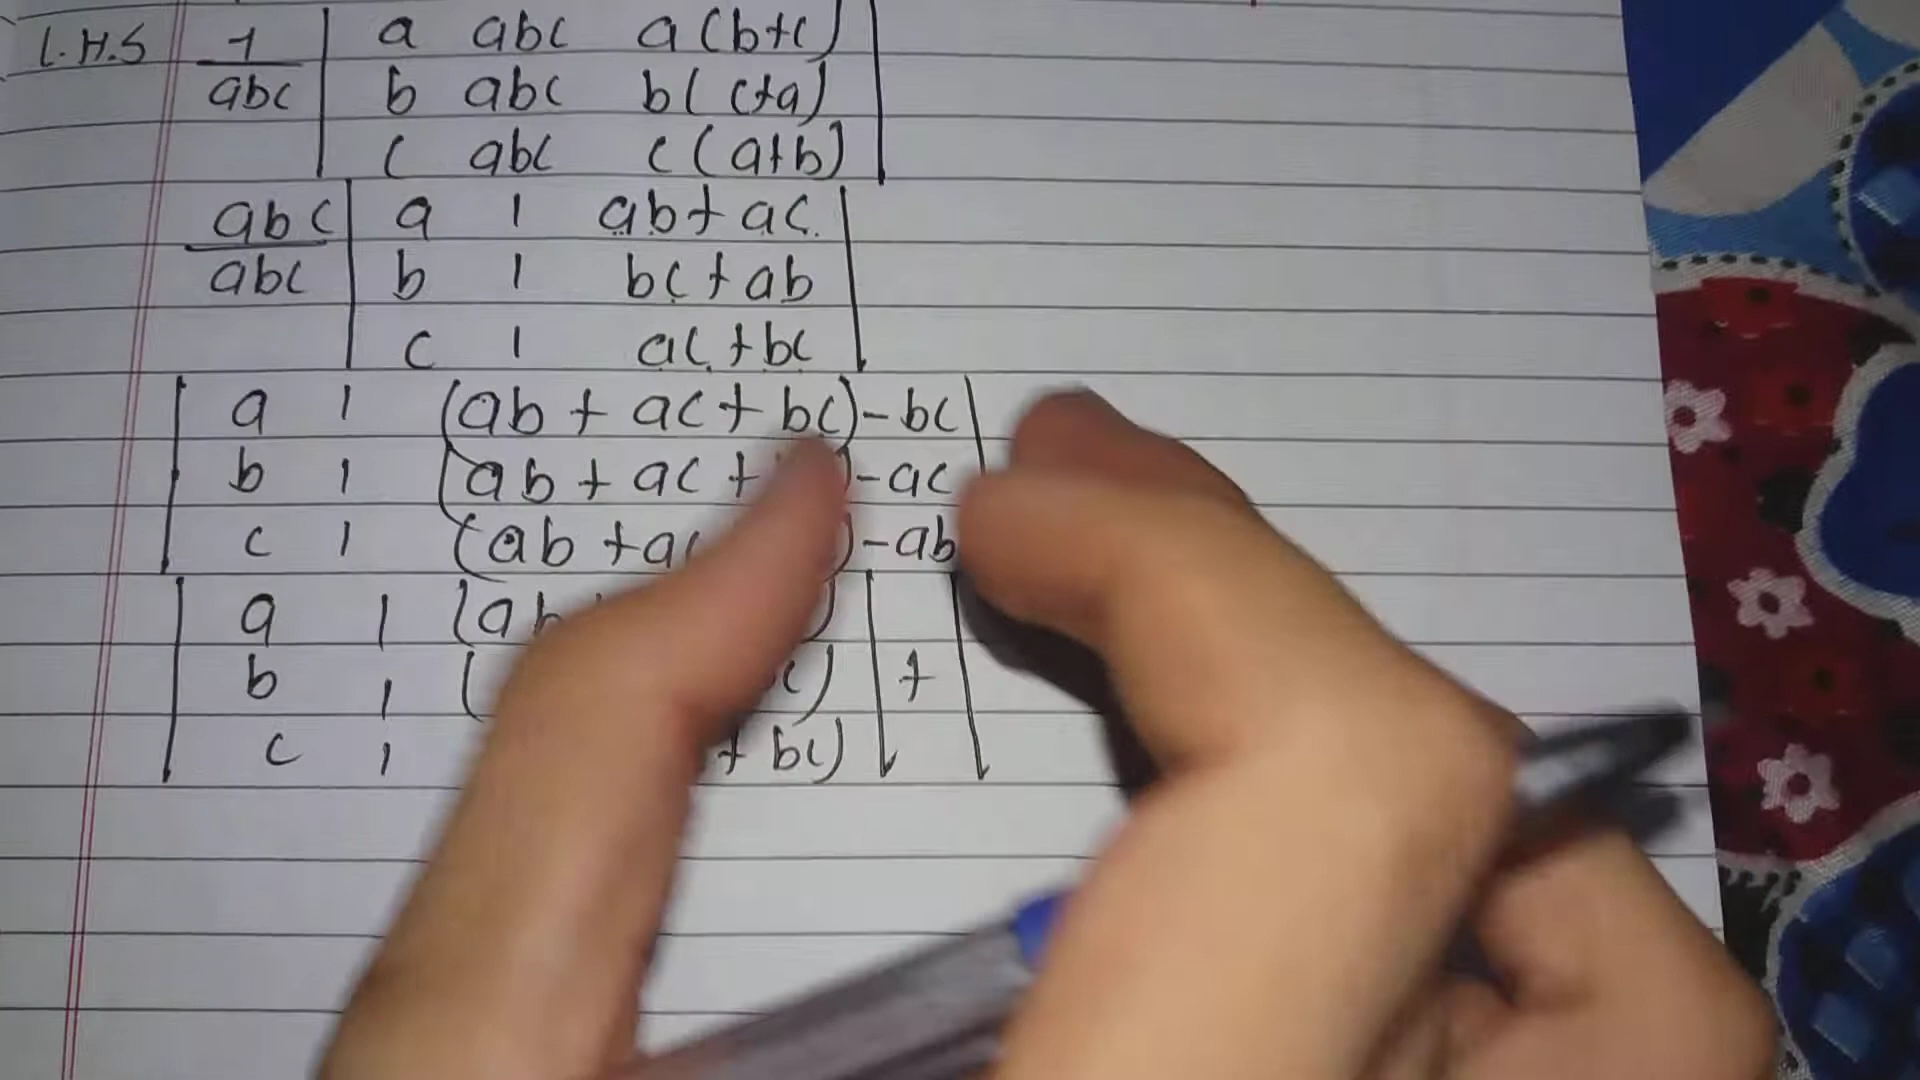 L.H.S 1/abc | a abc a(b+c) |
| b abc b(c+a) |
| c abc c(a+b) |
abc/abc | a 1 ab+ac |
| b 1 bc+ab |
| c 1 ac+bc |
| a 1 (ab+ac+bc)-bc |
| b 1 (ab+ac+ )-ac
| c 1 (ab+ac )-ab
| a 1 (ab ) | |
| b 1 ( c) | + |
| c 1 +bc) | |